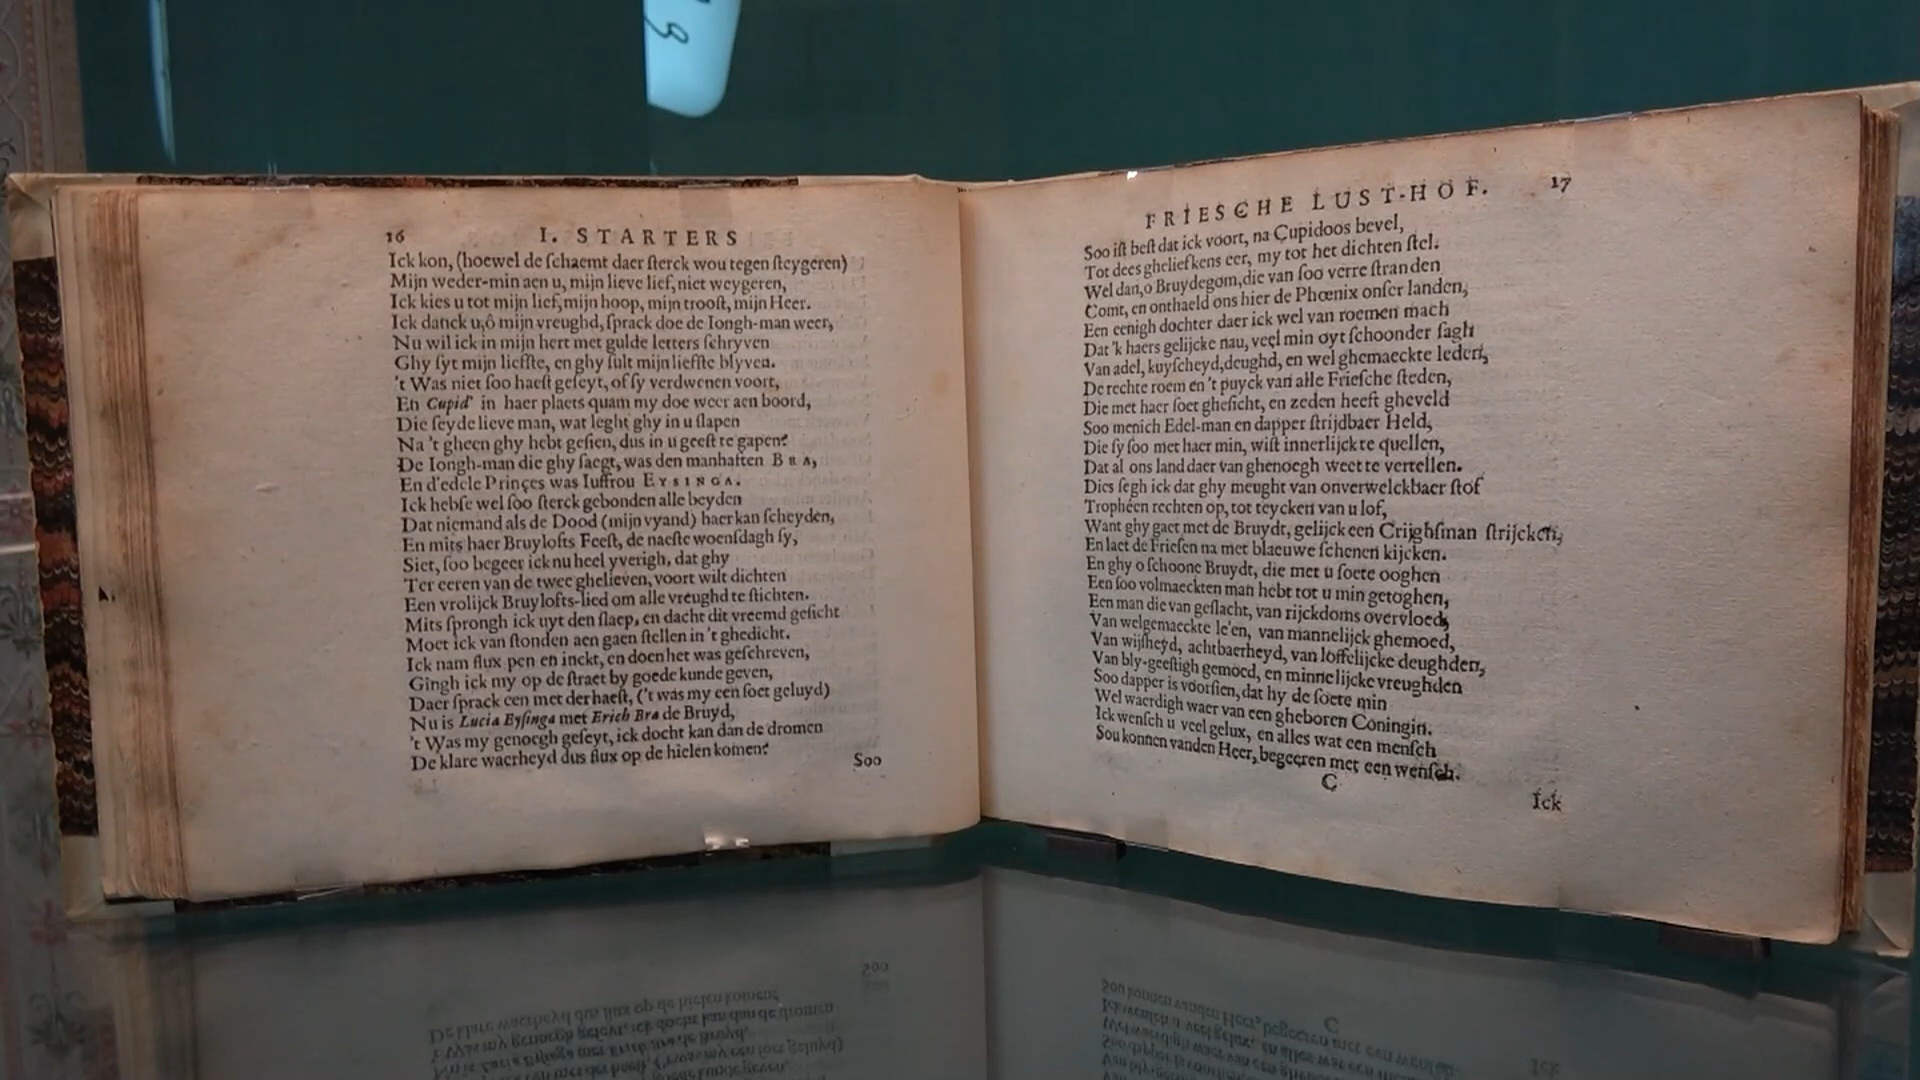 16 I. STARTERS
Ick kon, (hoewel de ſchaemt daer ſterck wou tegen ſteygeren)
Mijn weder-min aen u, mijn lieve lief, niet weygeren,
Ick kies u tot mijn lief, mijn hoop, mijn trooſt, mijn Heer.
Ick danck u, ô mijn vreughd, ſprack doe de Iongh-man weer,
Nu wil ick in mijn hert met gulde letters ſchryven
Ghy ſyt mijn liefſte, en ghy ſult mijn liefſte blyven.
't Was niet ſoo haeſt geſeyt, of ſy verdwenen voort,
En Cupid' in haer plaets quam my doe weer aen boord,
Die ſeyde lieve man, wat leght ghy in u ſlapen
Na 't gheen ghy hebt geſien, dus in u geeſt te gapen?
De Iongh-man die ghy ſaegt, was den manhaften BRA,
En d'edele Princes was Iuffrou EYSINGA.
Ick hebſe wel ſoo ſterck gebonden alle beyden
Dat niemand als de Dood (mijn vyand) haer kan ſcheyden,
En mits haer Bruylofts Feeſt, de naeſte woenſdagh ſy,
Siet, ſoo begeer ick nu heel yverigh, dat ghy
Ter eeren van de twee ghelieven, voort wilt dichten
Een vrolijck Bruylofts-lied om alle vreughd te ſtichten.
Mits ſprongh ick uyt den ſlaep, en dacht dit vreemd geſicht
Moet ick van ſtonden aen gaen ſtellen in 't ghedicht.
Ick nam flux pen en inckt, en doen het was geſchreven,
Gingh ick my op de ſtraet by goede kunde geven,
Daer ſprack een met der haeſt, ('t was my een ſoet geluyd)
Nu is Lucia Eyſinga met Erich Bra de Bruyd,
't Was my genoegh geſeyt, ick docht kan dan de dromen
De klare waerheyd dus flux op de hielen komen?
Soo
FRIESCHE LUST-HOF. 17
Soo iſt beſt dat ick voort, na Cupidoos bevel,
Tot dees ghelieſkens eer, my tot het dichten ſtel.
Wel dan, o Bruydegom, die van ſoo verre ſtranden
Comt, en onthaeld ons hier de Phœnix onſer landen,
Een eenigh dochter daer ick wel van roemen mach
Dat 'k haers gelijcke nau, veel min oyt ſchoonder ſagh
Van adel, kuyſcheyd, deughd, en wel ghemaeckte leden,
De rechte roem en 't puyck van alle Frieſche ſteden,
Die met haer ſoet gheſicht, en zeden heeft gheveld
Soo menich Edel-man en dapper ſtrijdbaer Held,
Die ſy ſoo met haer min, wiſt innerlijck te quellen,
Dat al ons land daer van ghenoegh weet te vertellen.
Dies ſegh ick dat ghy meught van onverwelckbaer ſtof
Trophéen rechten op, tot teycken van u lof,
Want ghy gaet met de Bruydt, gelijck een Crijghſman ſtrijcken,
En laet de Frieſen na met blaeuwe ſchenen kijcken.
En ghy o ſchoone Bruydt, die met u ſoete ooghen
Een ſoo volmaeckten man hebt tot u min getoghen,
Een man die van geſlacht, van rijckdoms overvloed,
Van welgemaeckte le'en, van mannelijck ghemoed,
Van wijſheyd, achtbaerheyd, van loffelijcke deughden,
Van bly-geeſtigh gemoed, en minnelijcke vreughden
Soo dapper is voorſien, dat hy de ſoete min
Wel waerdigh waer van een gheboren Coningin.
Ick wenſch u veel gelux, en alles wat een menſch
Sou konnen vanden Heer, begeeren met een wenſch.
C
Ick